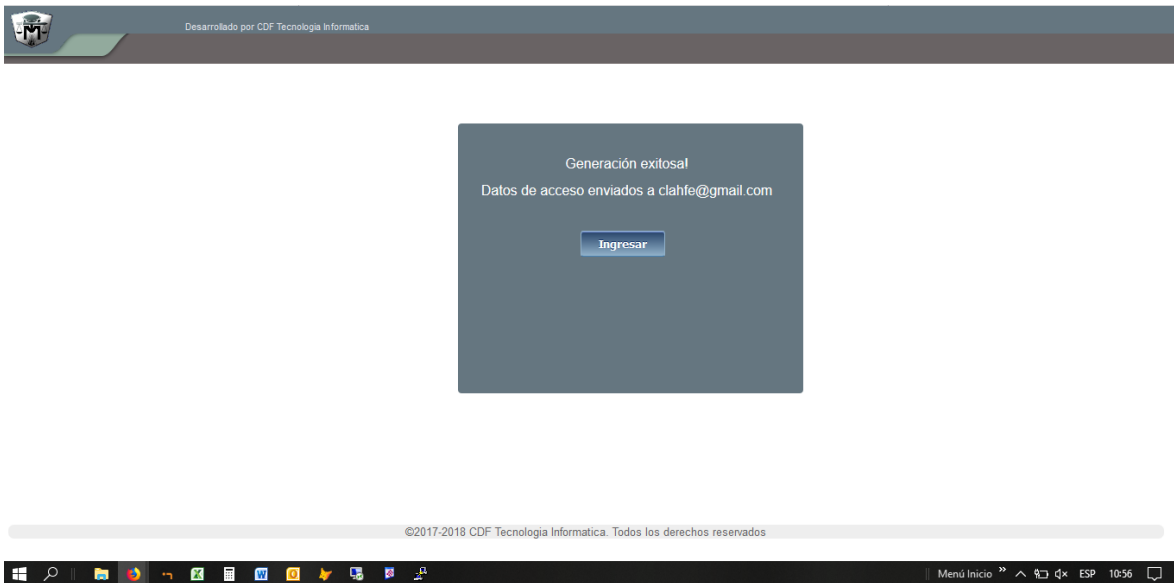 M
Desarrollado por CDF Tecnologia Informatica
Generación exitosa!
Datos de acceso enviados a clahfe@gmail.com
Ingresar
©2017-2018 CDF Tecnologia Informatica. Todos los derechos reservados
Menú Inicio » ESP 10:56